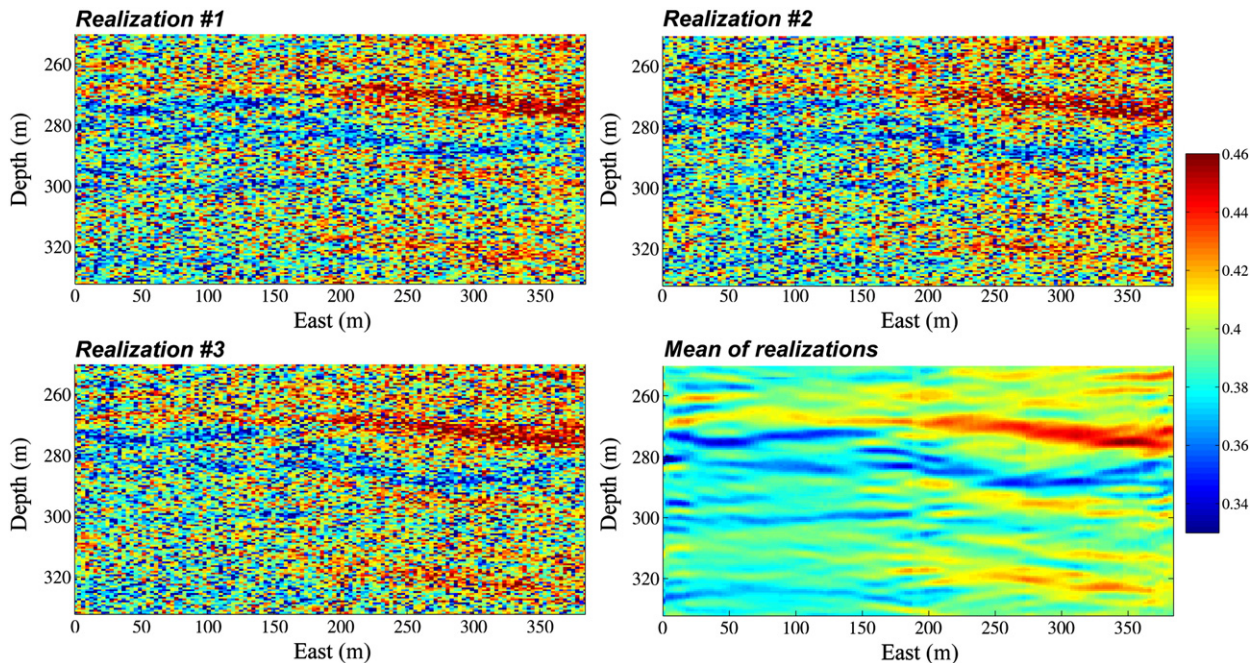 Realization #1
Depth (m)
260
280
300
320
0 50 100 150 200 250 300 350
East (m)
Realization #2
Depth (m)
260
280
300
320
0 50 100 150 200 250 300 350
East (m)
Realization #3
Depth (m)
260
280
300
320
0 50 100 150 200 250 300 350
East (m)
Mean of realizations
Depth (m)
260
280
300
320
0 50 100 150 200 250 300 350
East (m)
0.46
0.44
0.42
0.4
0.38
0.36
0.34